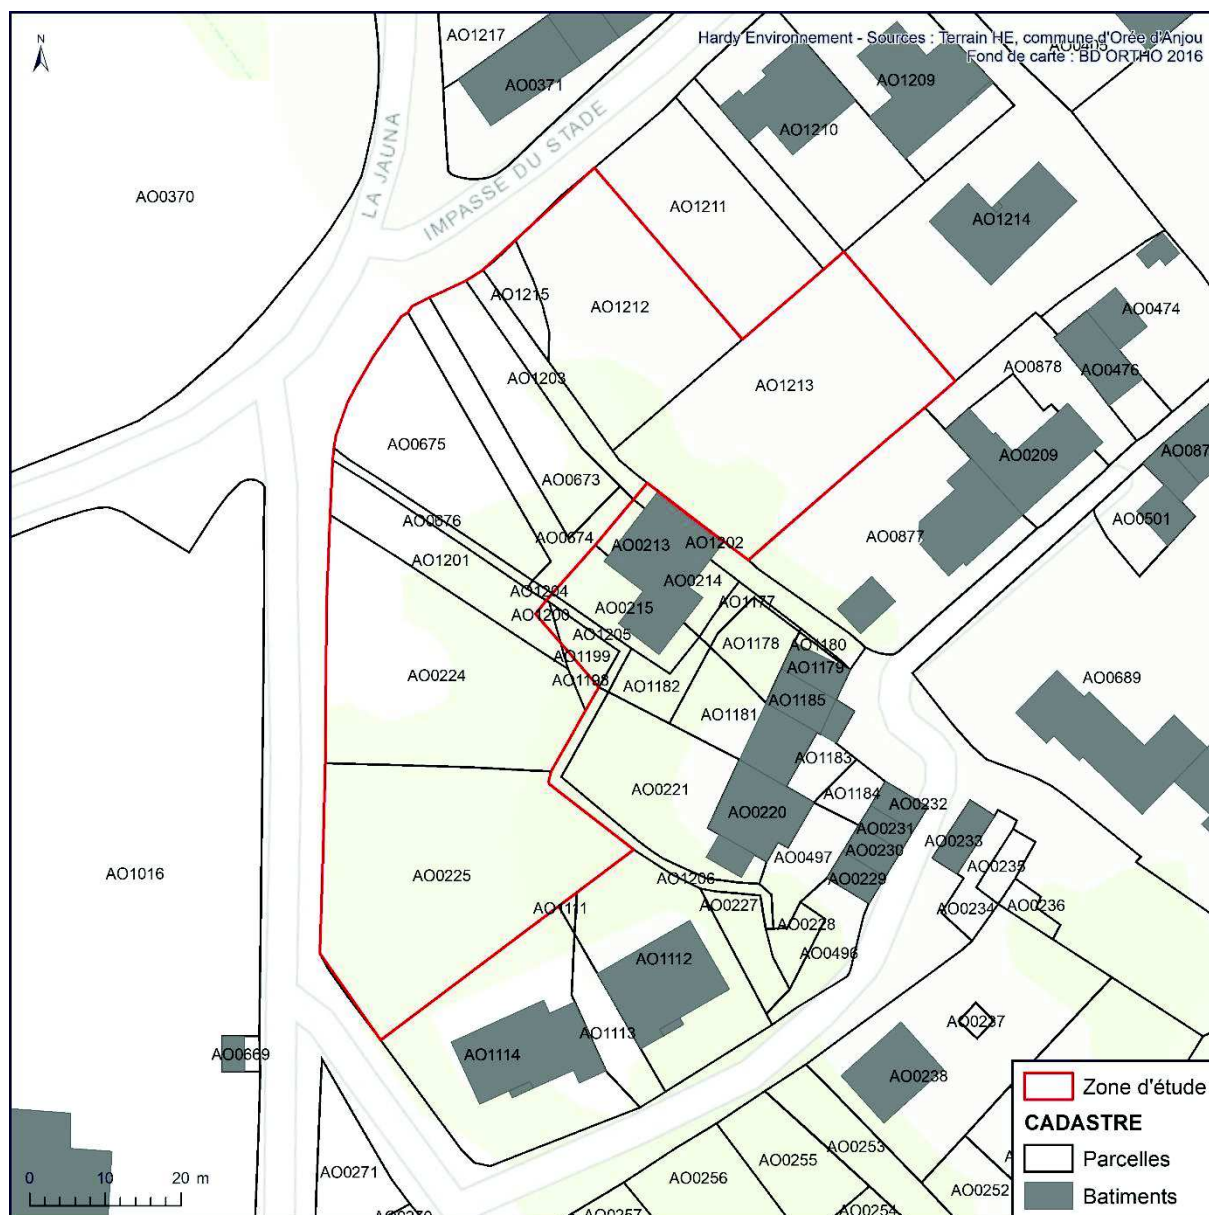 N
AO1217
Hardy Environnement - Sources : Terrain HE, commune d'Orée d'Anjou
Fond de carte : BD ORTHO 2016
AO0371
AO1209
AO1210
LA JAUNA
IMPASSE DU STADE
AO0370
AO1211
AO1214
AO1215
AO1212
AO0474
AO1203
AO1213
AO0878
AO0476
AO0675
AO0209
AO087
AO0673
AO0676
AO0674
AO1202
AO0877
AO0501
AO0213
AO1201
AO0214
AO1204
AO0215
AO1177
AO1200
AO1205
AO1178
AO1180
AO1199
AO1179
AO0224
AO1198
AO1182
AO1185
AO0689
AO1181
AO1183
AO0221
AO1184
AO0232
AO0220
AO0231
AO0233
AO0230
AO0497
AO0235
AO1016
AO0225
AO1206
AO0229
AO0227
AO0234
AO0236
AO1111
AO0228
AO0496
AO1112
AO0237
AO1113
AO0669
AO1114
AO0238
Zone d'étude
CADASTRE
Parcelles
Batiments
AO0253
AO0255
AO0271
AO0256
AO0252
AO0254
AO0257
0 10 20 m